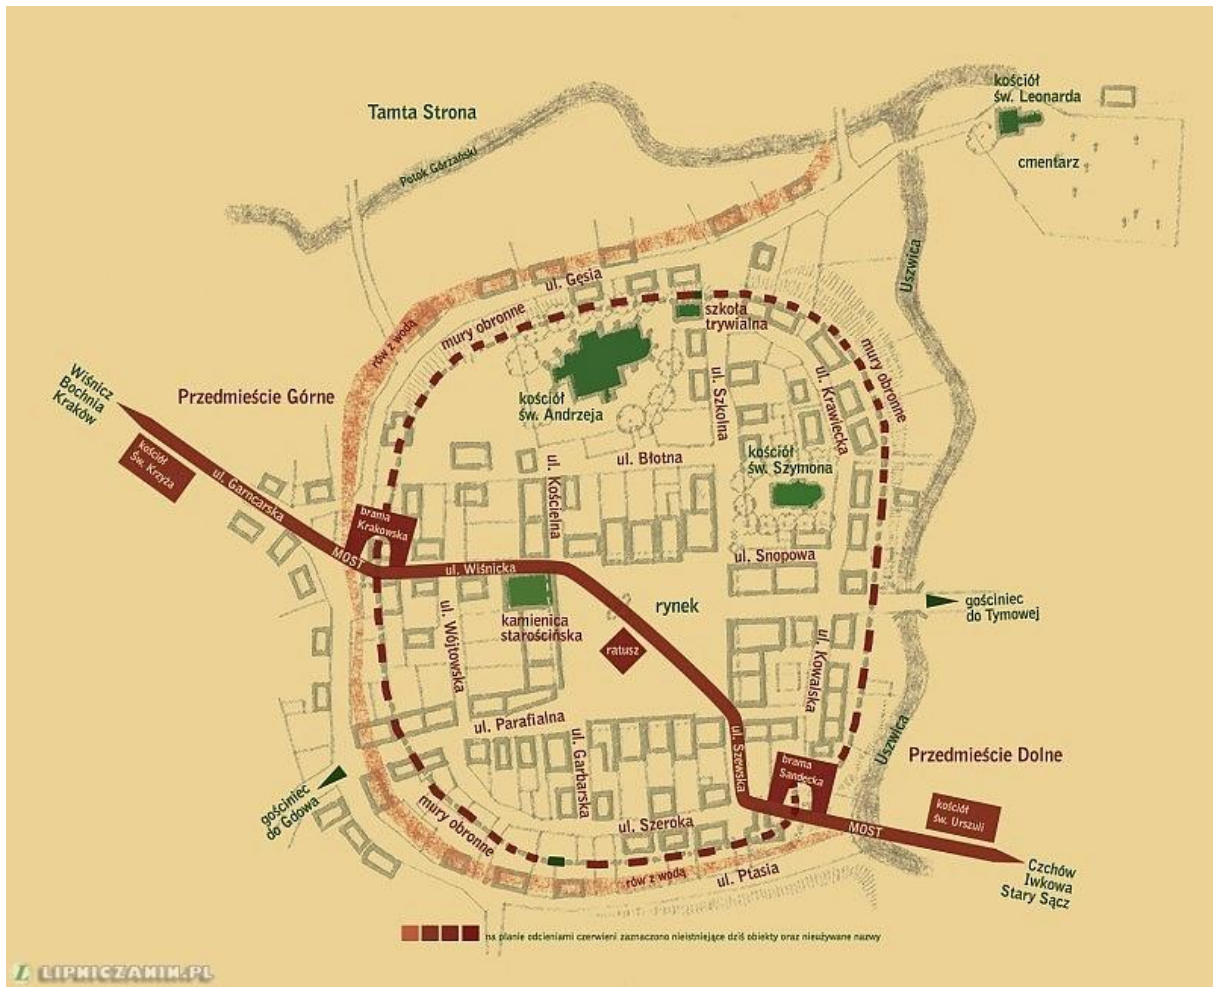 kościół
św. Leonarda
Tamta Strona
cmentarz
Potok Górzański
Uszwica
ul. Gęsia
szkoła
trywialna
mury obronne
rów z wodą
mury obronne
Wiśnicz
Bochnia
Kraków
Przedmieście Górne
kościół
św. Andrzeja
ul. Szkolna
ul. Krawiecka
kościół
Św. Krzyża
ul. Garncarska
ul. Kościelna
ul. Błotna
kościół
św. Szymona
brama
Krakowska
MOST
ul. Wiśnicka
ul. Snopowa
rynek
gościniec
do Tymowej
kamienica
starościńska
ratusz
ul. Wójtowska
ul. Kowalska
ul. Parafialna
ul. Garbarska
ul. Szewska
Uszwica
Przedmieście Dolne
brama
Sandecka
gościniec
do Gdowa
mury obronne
ul. Szeroka
kościół
św. Urszuli
MOST
rów z wodą
ul. Ptasia
Czchów
Iwkowa
Stary Sącz
na planie odcieniami czerwieni zaznaczono nieistniejące dziś obiekty oraz nieużywane nazwy
L LIPNICZANIN.PL